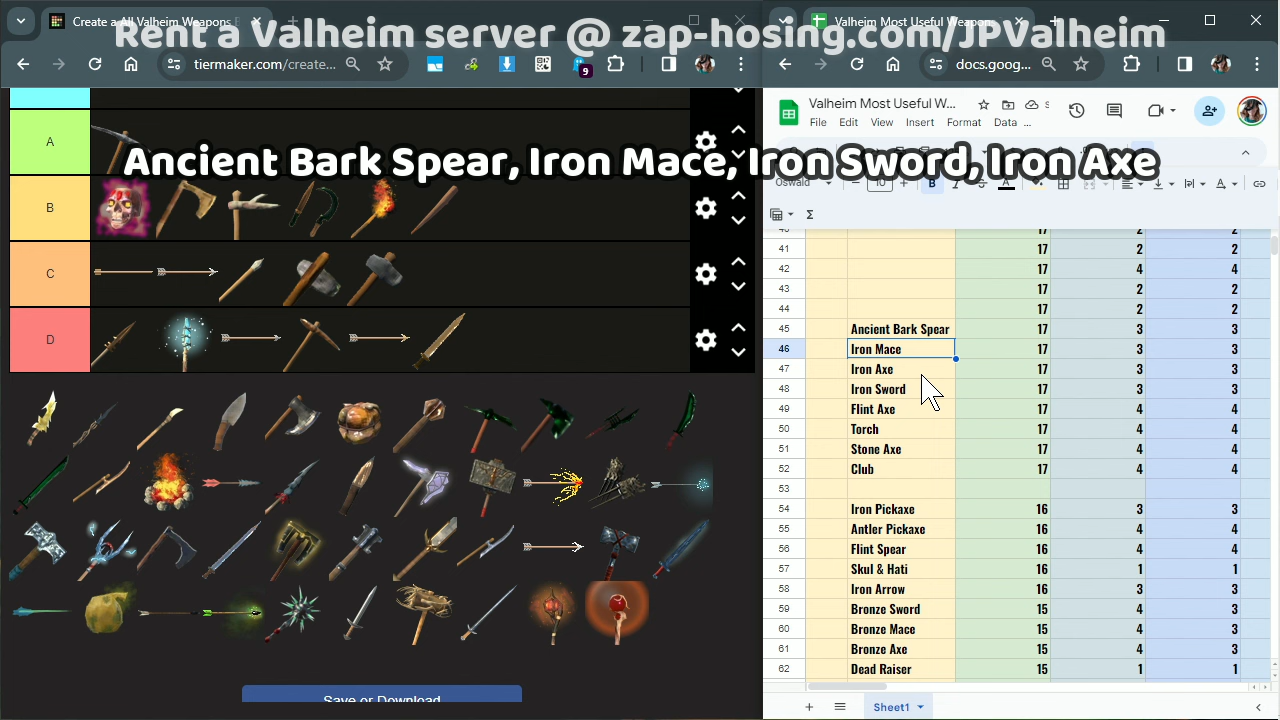 Create a All Valheim Weapons E
Valheim Most Useful Weapons
Rent a Valheim server @ zap-hosing.com/JPValheim
tiermaker.com/create...
9
docs.goog...
Valheim Most Useful W...
File Edit View Insert Format Data ...
Ancient Bark Spear, Iron Mace, Iron Sword, Iron Axe
Oswald 10 B I S A
Σ
A
B
C
D
Save or Download
40 17 2 2
41 17 2 2
42 17 4 4
43 17 2 2
44 17 2 2
45 Ancient Bark Spear 17 3 3
46 Iron Mace 17 3 3
47 Iron Axe 17 3 3
48 Iron Sword 17 3 3
49 Flint Axe 17 4 4
50 Torch 17 4 4
51 Stone Axe 17 4 4
52 Club 17 4 4
53
54 Iron Pickaxe 16 3 3
55 Antler Pickaxe 16 4 4
56 Flint Spear 16 4 4
57 Skul & Hati 16 1 1
58 Iron Arrow 16 3 3
59 Bronze Sword 15 4 3
60 Bronze Mace 15 4 3
61 Bronze Axe 15 4 3
62 Dead Raiser 15 1 1
Sheet1